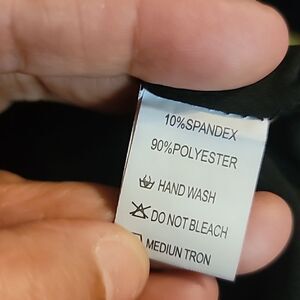 10%SPANDEX
90%POLYESTER
HAND WASH
DO NOT BLEACH
MEDIUN TRON